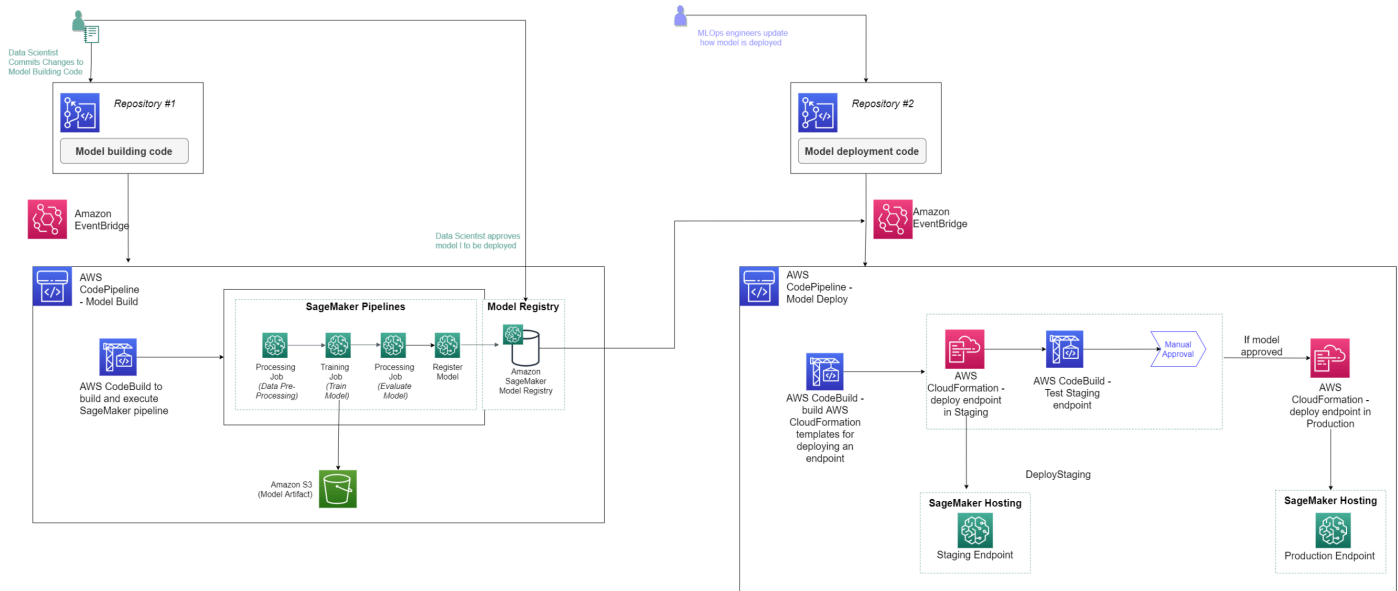 Data Scientist
Commits Changes to
Model Building Code
Repository #1
Model building code
Amazon
EventBridge
Data Scientist approves
model I to be deployed
AWS
CodePipeline
- Model Build
AWS CodeBuild to
build and execute
SageMaker pipeline
SageMaker Pipelines
Processing
Job
(Data Pre-
Processing)
Training
Job
(Train
Model)
Processing
Job
(Evaluate
Model)
Register
Model
Model Registry
Amazon
SageMaker
Model Registry
Amazon S3
(Model Artifact)
MLOps engineers update
how model is deployed
Repository #2
Model deployment code
Amazon
EventBridge
AWS
CodePipeline -
Model Deploy
AWS CodeBuild -
build AWS
CloudFormation
templates for
deploying an
endpoint
AWS
CloudFormation -
deploy endpoint
in Staging
AWS CodeBuild -
Test Staging
endpoint
Manual
Approval
If model
approved
AWS
CloudFormation -
deploy endpoint in
Production
DeployStaging
SageMaker Hosting
Staging Endpoint
SageMaker Hosting
Production Endpoint